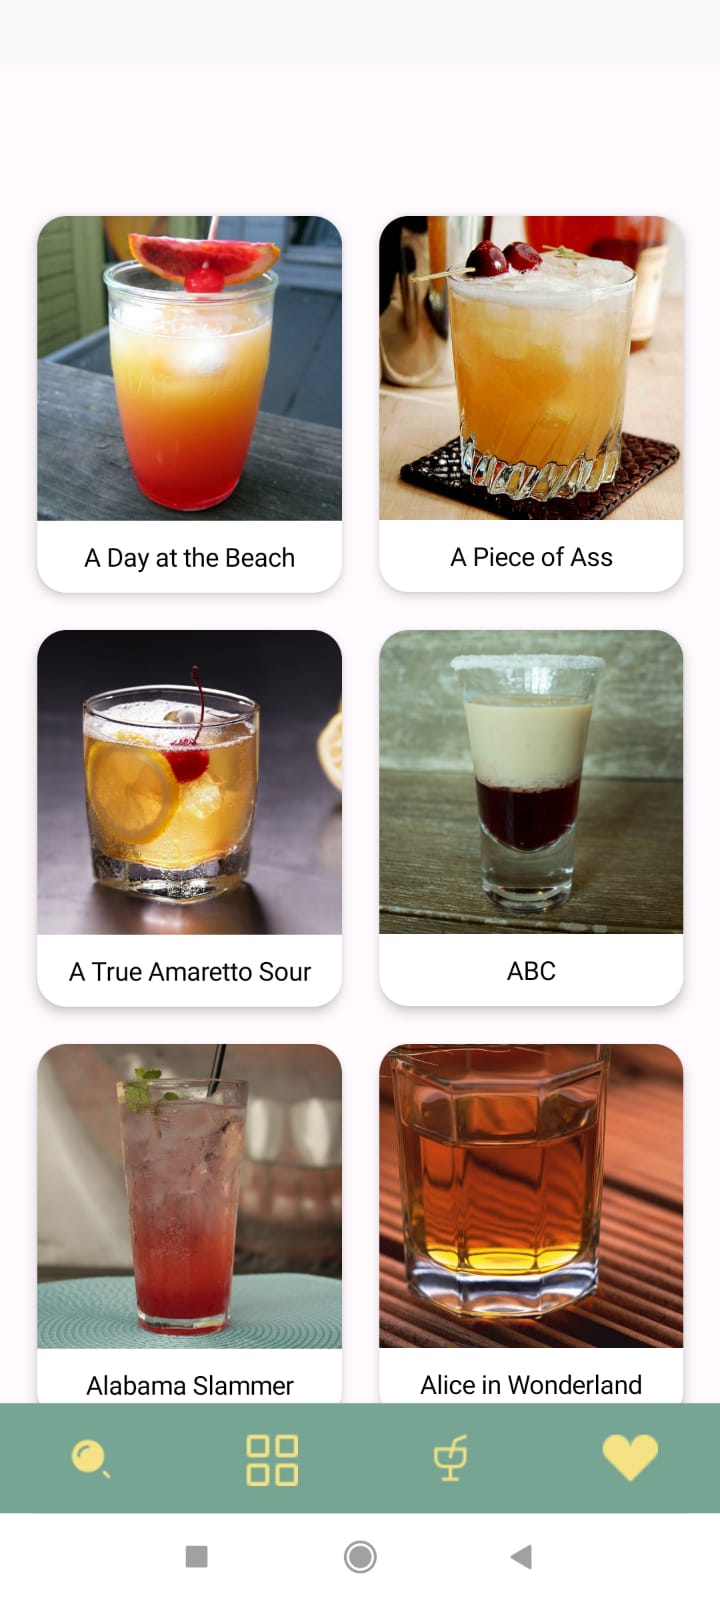 A Day at the Beach
A Piece of Ass
A True Amaretto Sour
ABC
Alabama Slammer
Alice in Wonderland